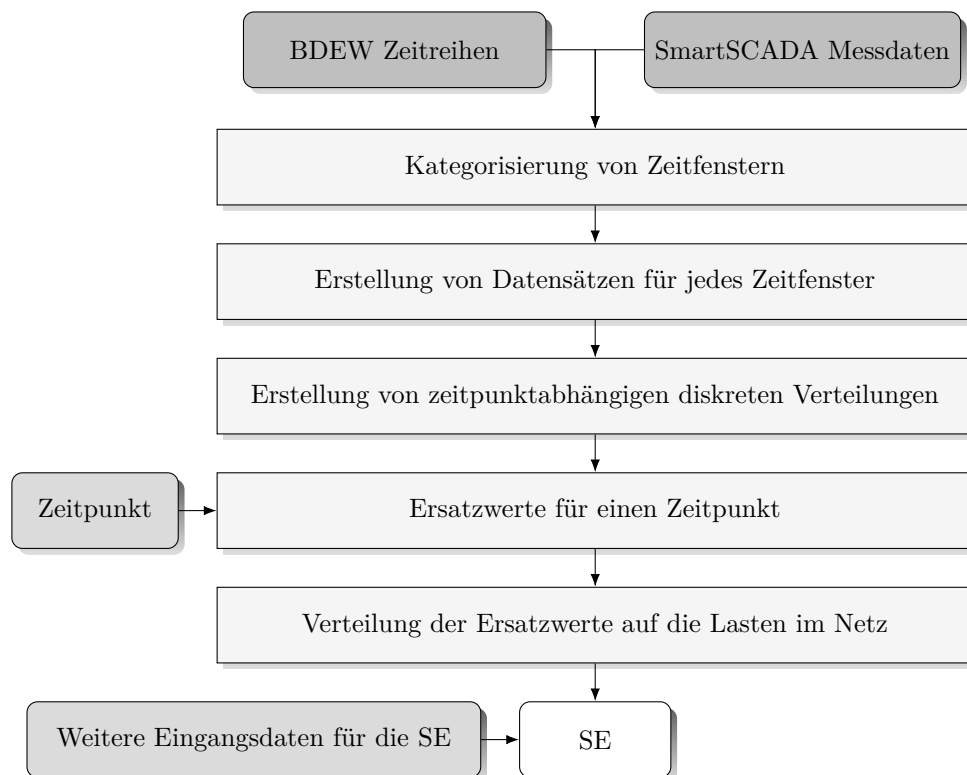 BDEW Zeitreihen
SmartSCADA Messdaten
Kategorisierung von Zeitfenstern
Erstellung von Datensätzen für jedes Zeitfenster
Erstellung von zeitpunktabhängigen diskreten Verteilungen
Zeitpunkt
Ersatzwerte für einen Zeitpunkt
Verteilung der Ersatzwerte auf die Lasten im Netz
Weitere Eingangsdaten für die SE
SE